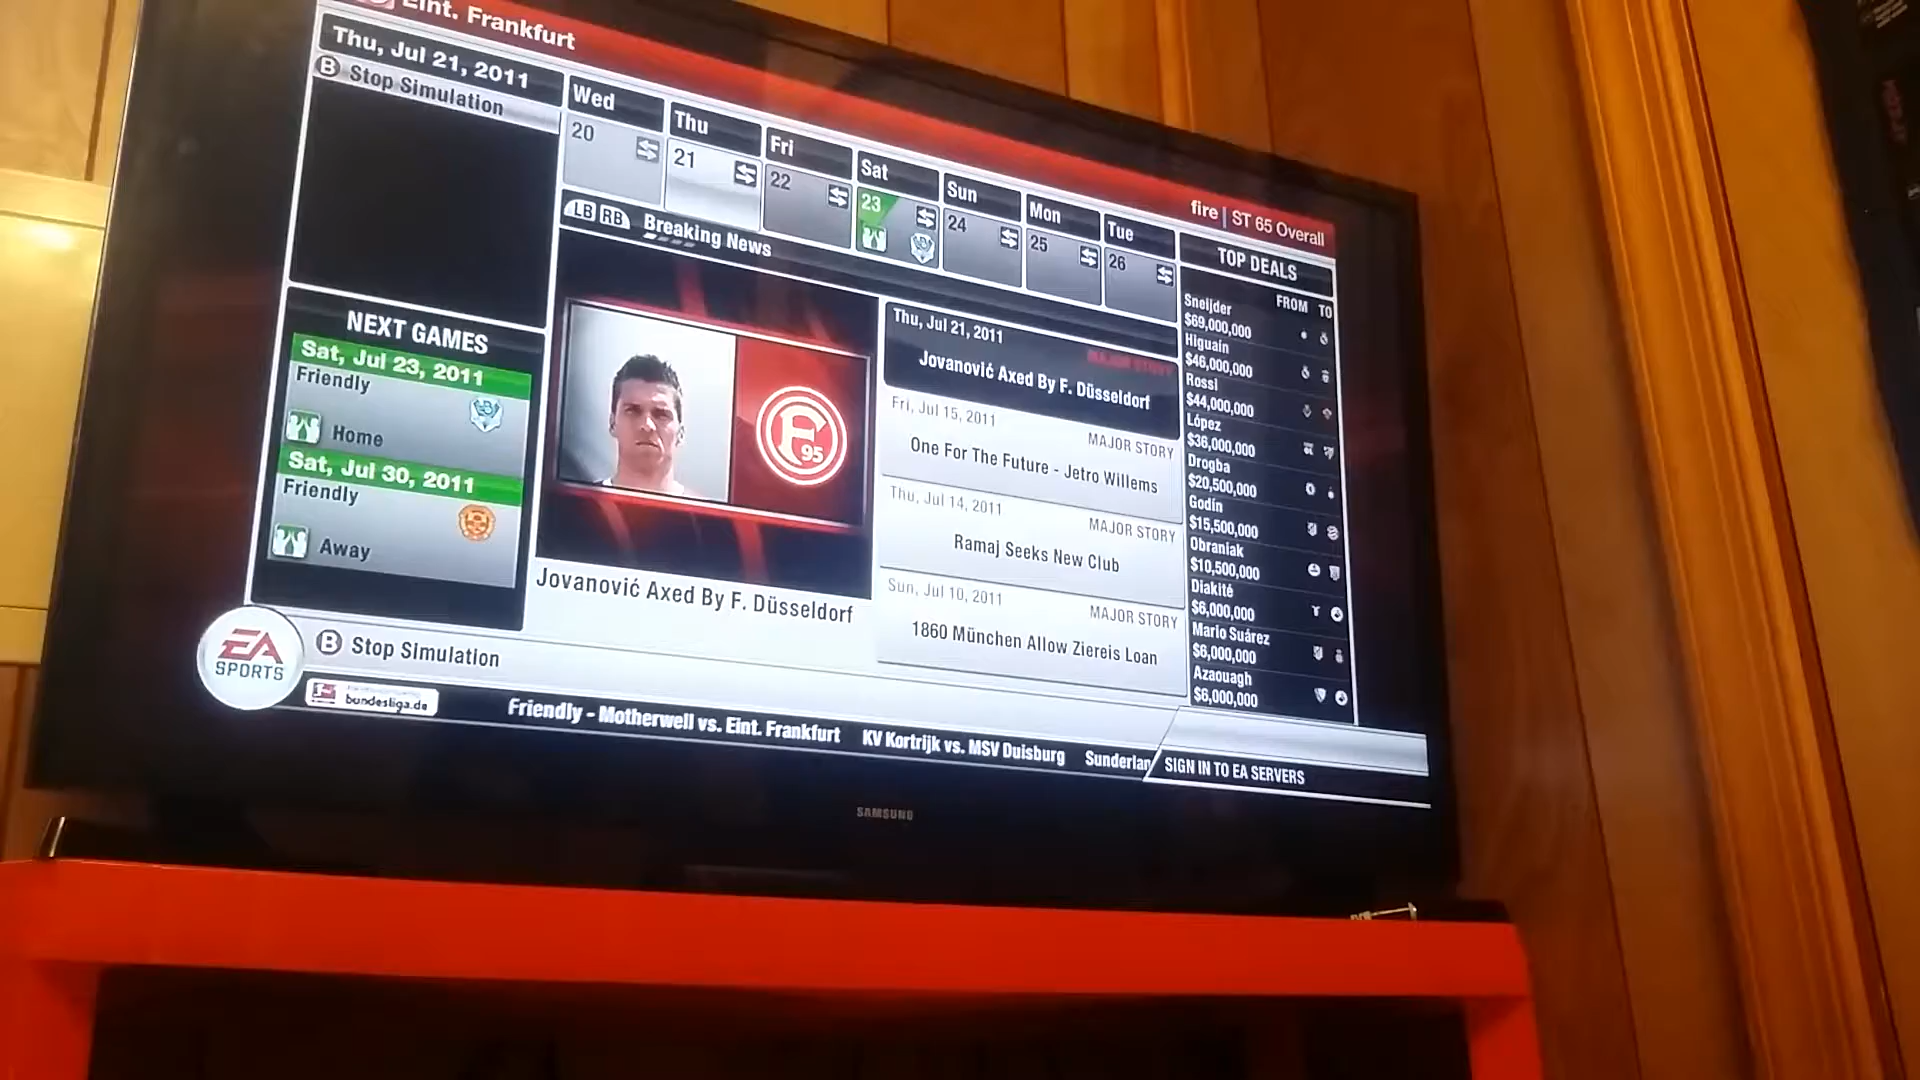 Eint. Frankfurt
Thu, Jul 21, 2011
B Stop Simulation
Wed
Thu
Fri
Sat
Sun
Mon
Tue
20
21
22
23
24
25
26
fire | ST 65 Overall
LB RB Breaking News
NEXT GAMES
Sat, Jul 23, 2011
Friendly
Home
Sat, Jul 30, 2011
Friendly
Away
F 95
Jovanović Axed By F. Düsseldorf
Thu, Jul 21, 2011
MAJOR STORY
Jovanović Axed By F. Düsseldorf
Fri, Jul 15, 2011
MAJOR STORY
One For The Future - Jetro Willems
Thu, Jul 14, 2011
MAJOR STORY
Ramaj Seeks New Club
Sun, Jul 10, 2011
MAJOR STORY
1860 München Allow Ziereis Loan
TOP DEALS
FROM TO
Sneijder
$69,000,000
Higuaín
$46,000,000
Rossi
$44,000,000
López
$36,000,000
Drogba
$20,500,000
Godín
$15,500,000
Obraniak
$10,500,000
Diakité
$6,000,000
Mario Suárez
$6,000,000
Azaouagh
$6,000,000
EA SPORTS
B Stop Simulation
bundesliga.de
Friendly - Motherwell vs. Eint. Frankfurt KV Kortrijk vs. MSV Duisburg Sunderlan
SIGN IN TO EA SERVERS
SAMSUNG